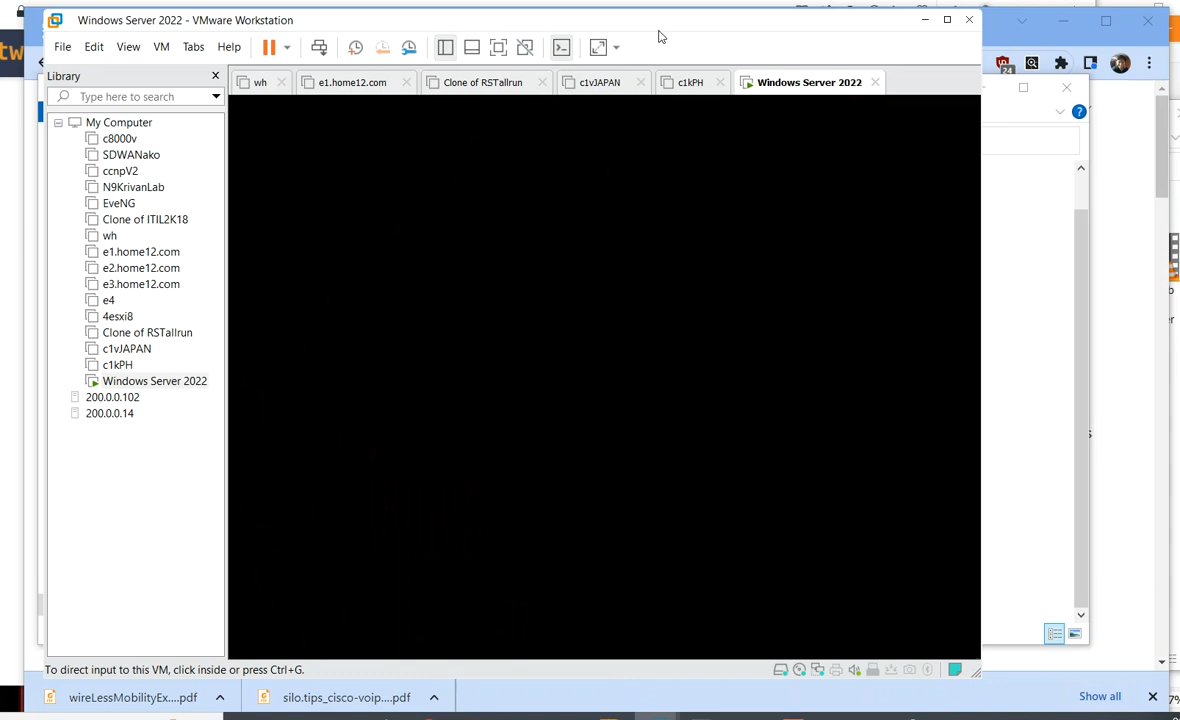 Windows Server 2022 - VMware Workstation
File Edit View VM Tabs Help
Library
Type here to search
wh
e1.home12.com
Clone of RSTallrun
c1vJAPAN
c1kPH
Windows Server 2022
My Computer
c8000v
SDWANako
ccnpV2
N9KrivanLab
EveNG
Clone of ITIL2K18
wh
e1.home12.com
e2.home12.com
e3.home12.com
e4
4esxi8
Clone of RSTallrun
c1vJAPAN
c1kPH
Windows Server 2022
200.0.0.102
200.0.0.14
24
To direct input to this VM, click inside or press Ctrl+G.
wireLessMobilityEx....pdf
silo.tips_cisco-voip....pdf
Show all